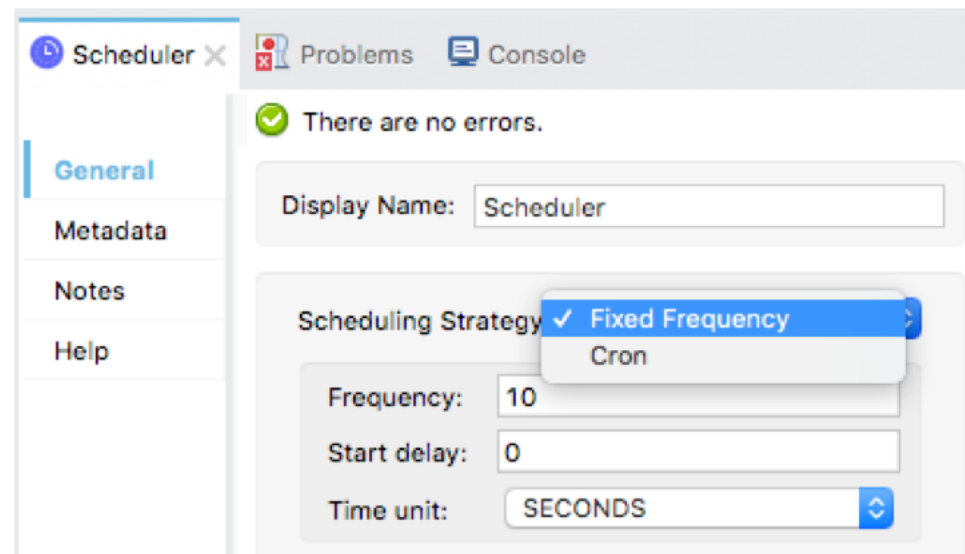 Scheduler Problems Console
There are no errors.
General
Metadata
Notes
Help
Display Name: Scheduler
Scheduling Strategy ✓ Fixed Frequency
Cron
Frequency: 10
Start delay: 0
Time unit: SECONDS